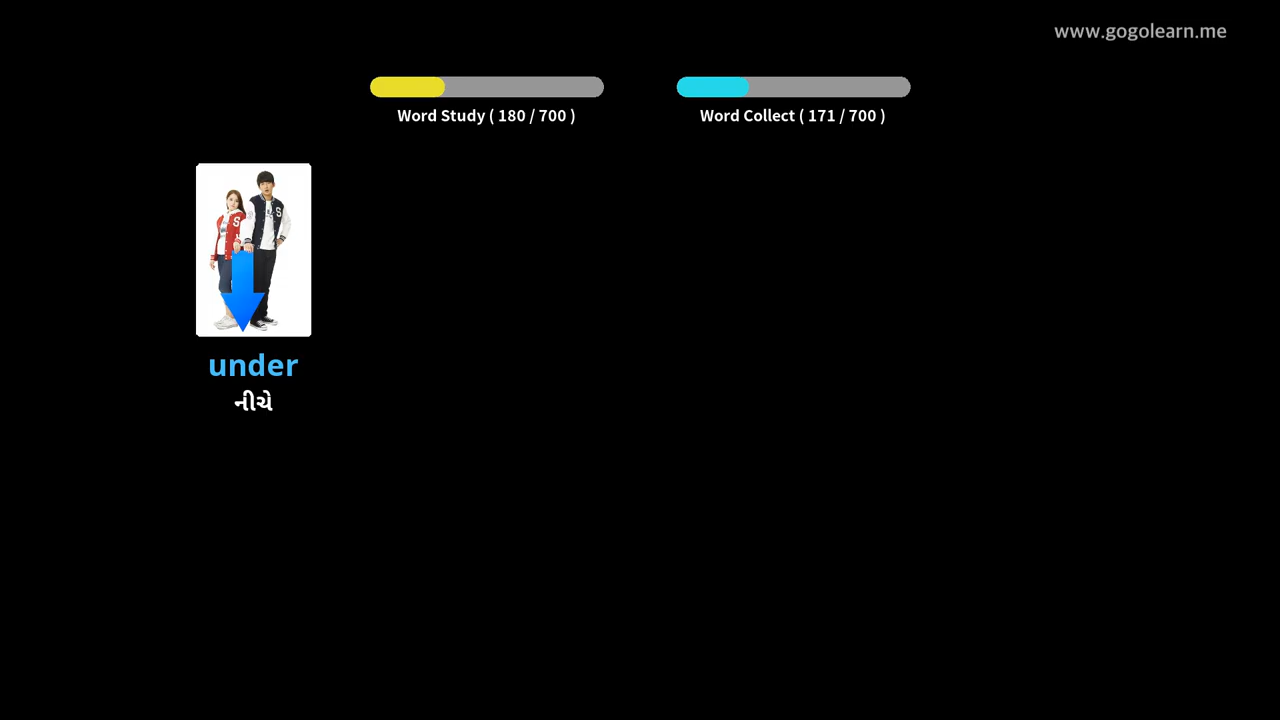 www.gogolearn.me
Word Study ( 180 / 700 )
Word Collect ( 171 / 700 )
S
S
under
નીચે